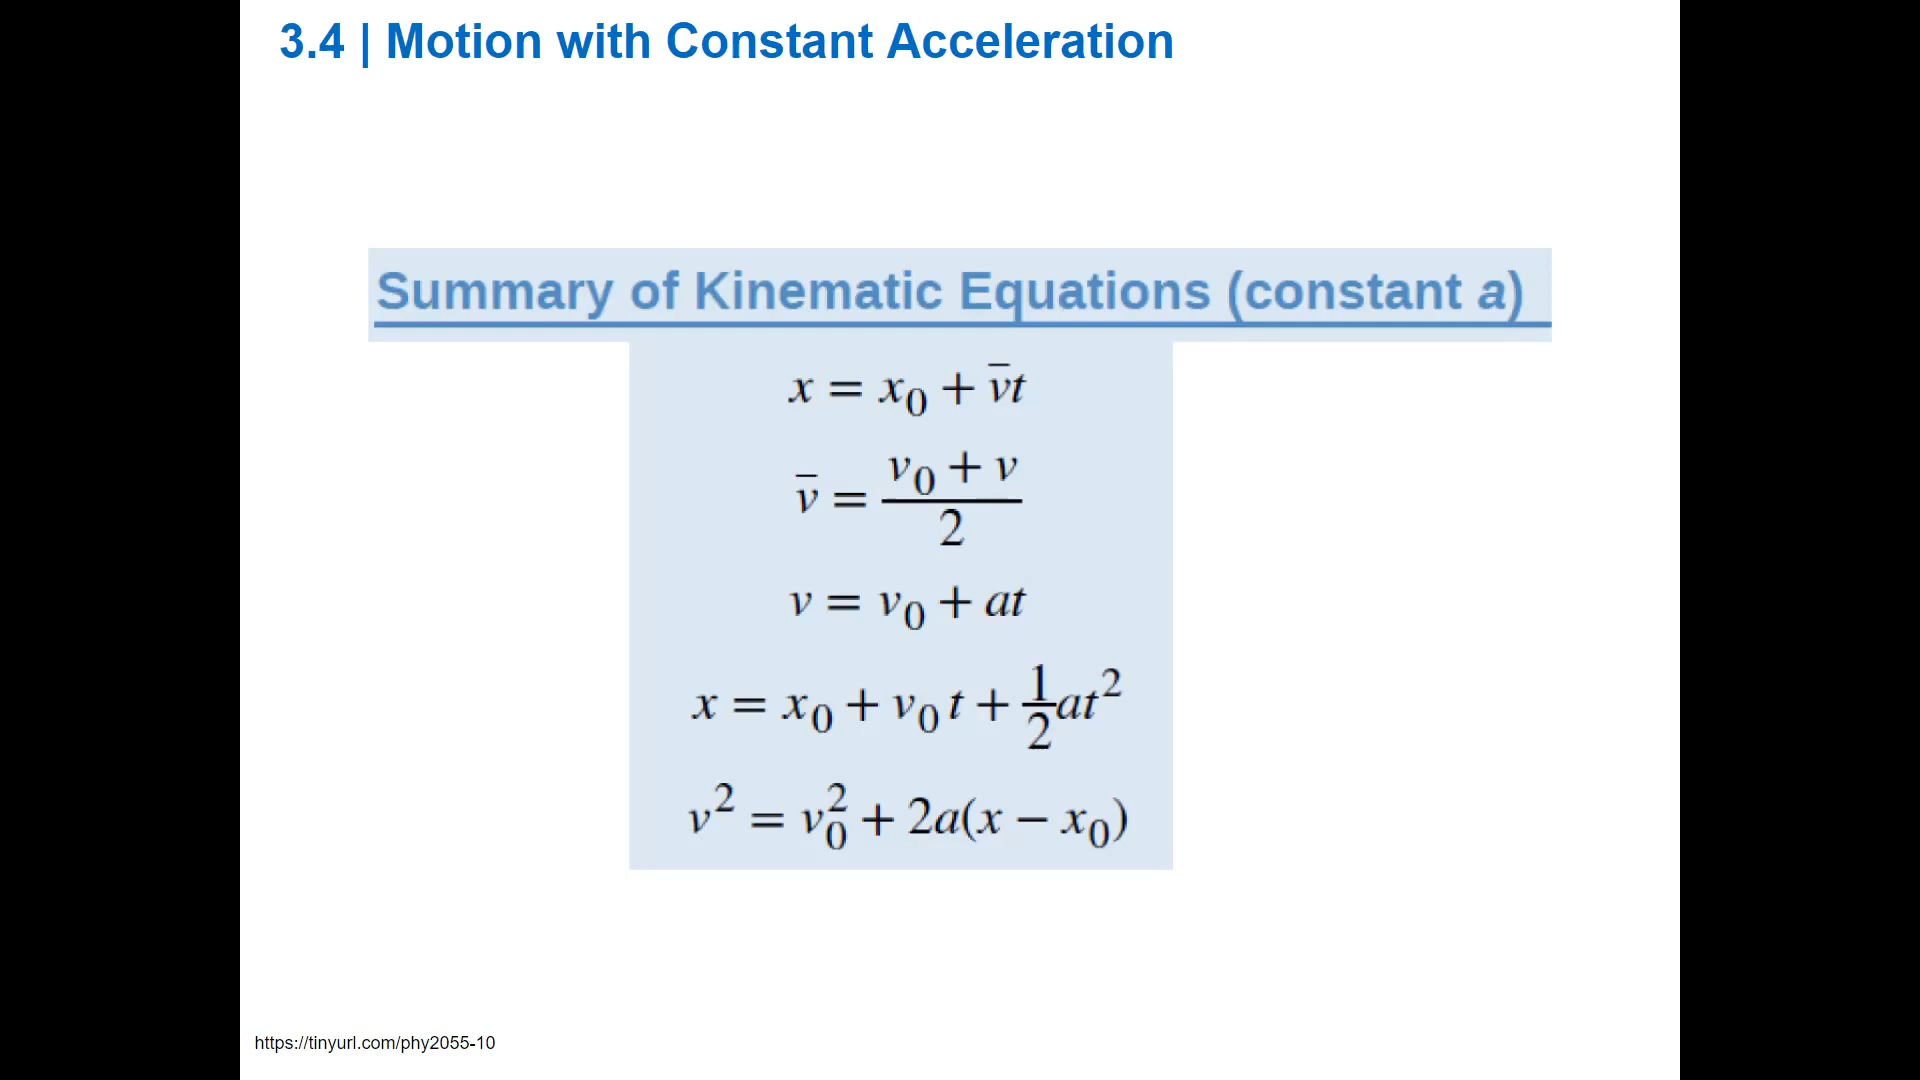 3.4 | Motion with Constant Acceleration
Summary of Kinematic Equations (constant a)
x = x₀ + v̅t
v̅ = (v₀ + v)/2
v = v₀ + at
x = x₀ + v₀t + ½at²
v² = v₀² + 2a(x − x₀)
https://tinyurl.com/phy2055-10